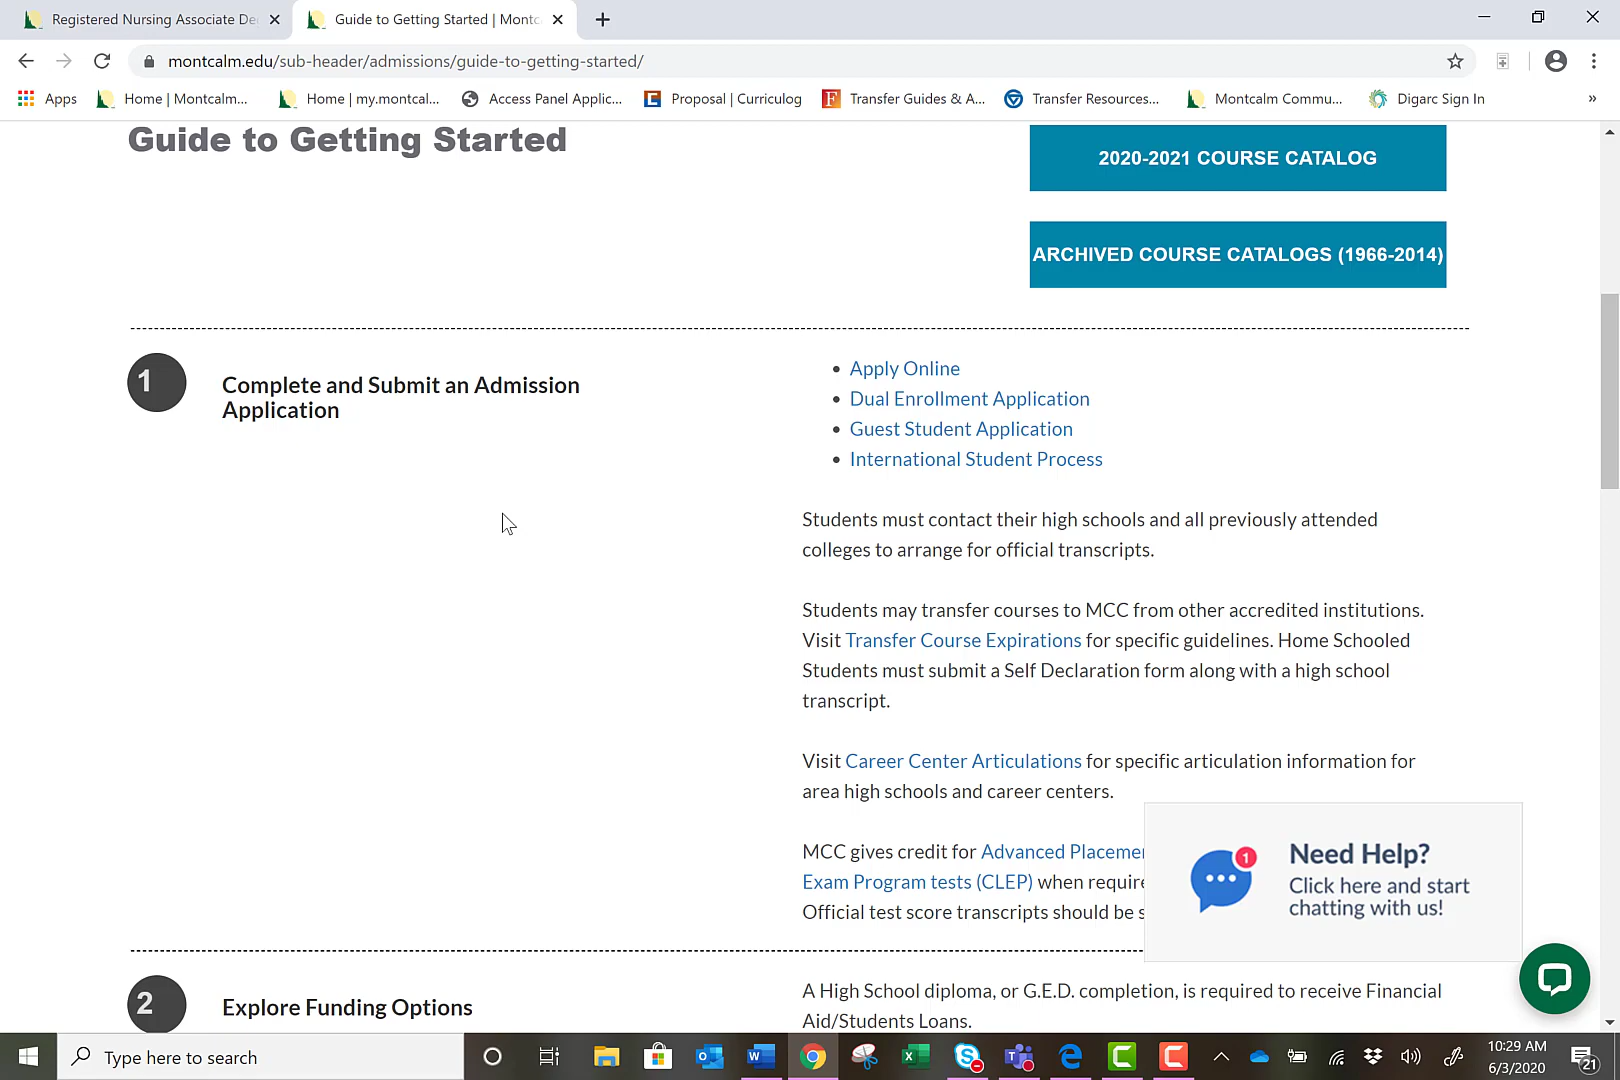 Registered Nursing Associate De
Guide to Getting Started | Montc
montcalm.edu/sub-header/admissions/guide-to-getting-started/
Apps
Home | Montcalm...
Home | my.montcal...
Access Panel Applic...
Proposal | Curriculog
Transfer Guides & A...
Transfer Resources...
Montcalm Commu...
Digarc Sign In
»
Guide to Getting Started
2020-2021 COURSE CATALOG
ARCHIVED COURSE CATALOGS (1966-2014)
1
Complete and Submit an Admission
Application
• Apply Online
• Dual Enrollment Application
• Guest Student Application
• International Student Process
Students must contact their high schools and all previously attended
colleges to arrange for official transcripts.
Students may transfer courses to MCC from other accredited institutions.
Visit Transfer Course Expirations for specific guidelines. Home Schooled
Students must submit a Self Declaration form along with a high school
transcript.
Visit Career Center Articulations for specific articulation information for
area high schools and career centers.
MCC gives credit for Advanced Placemen
Exam Program tests (CLEP) when require
Official test score transcripts should be s
1
Need Help?
Click here and start
chatting with us!
2
Explore Funding Options
A High School diploma, or G.E.D. completion, is required to receive Financial
Aid/Students Loans.
Type here to search
10:29 AM
6/3/2020
21